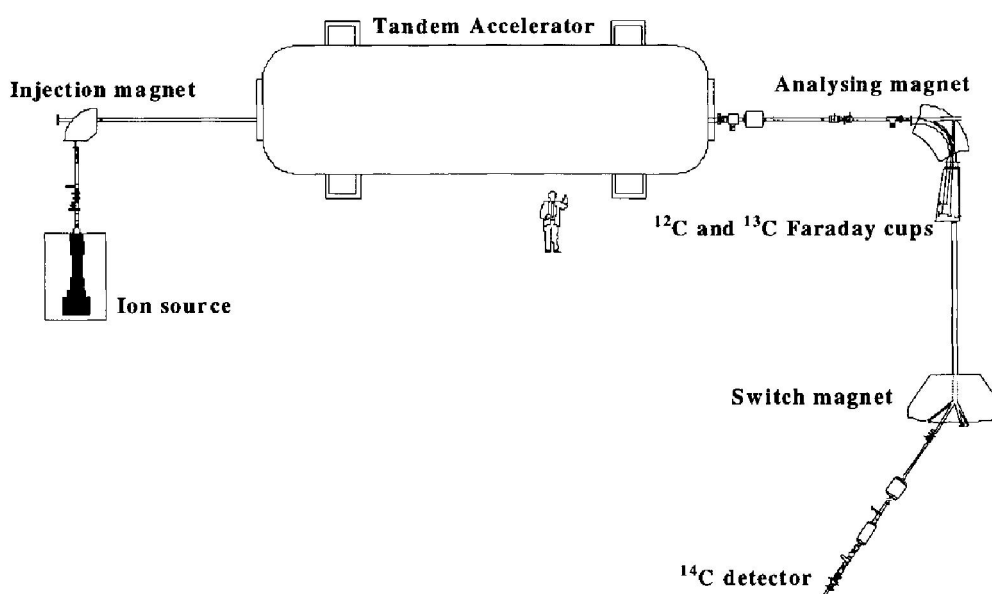 Tandem Accelerator
Injection magnet
Analysing magnet
¹²C and ¹³C Faraday cups
Ion source
Switch magnet
¹⁴C detector